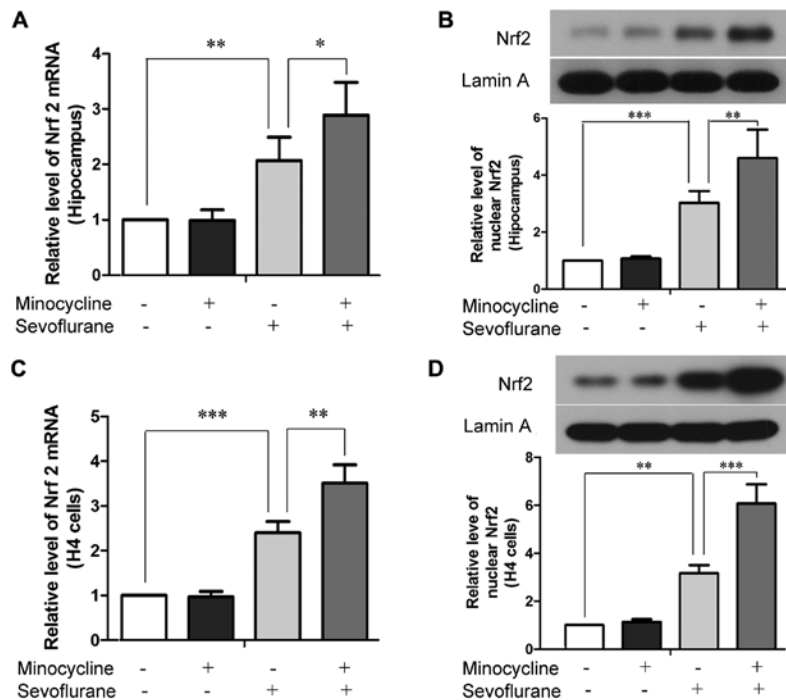 A
Relative level of Nrf 2 mRNA
(Hipocampus)
4
3
2
1
0
** *
Minocycline - + - +
Sevoflurane - - + +
B
Nrf2
Lamin A
Relative level of
nuclear Nrf2
(Hipocampus)
6
4
2
0
*** **
Minocycline - + - +
Sevoflurane - - + +
C
Relative level of Nrf 2 mRNA
(H4 cells)
5
4
3
2
1
0
*** **
Minocycline - + - +
Sevoflurane - - + +
D
Nrf2
Lamin A
Relative leve of
nuclear Nrf2
(H4 cells)
8
6
4
2
0
** ***
Minocycline - + - +
Sevoflurane - - + +